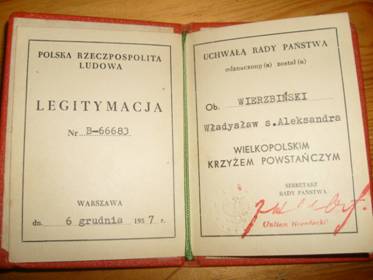 POLSKA RZECZPOSPOLITA
LUDOWA
LEGITYMACJA
Nr B-66683
WARSZAWA
dn. 6 grudnia 1957 r.
UCHWAŁĄ RADY PAŃSTWA
odznaczony (a) został (a)
Ob. WIERZBIŃSKI
Władysław s.Aleksandra
WIELKOPOLSKIM
KRZYŻEM POWSTAŃCZYM
SEKRETARZ
RADY PAŃSTWA